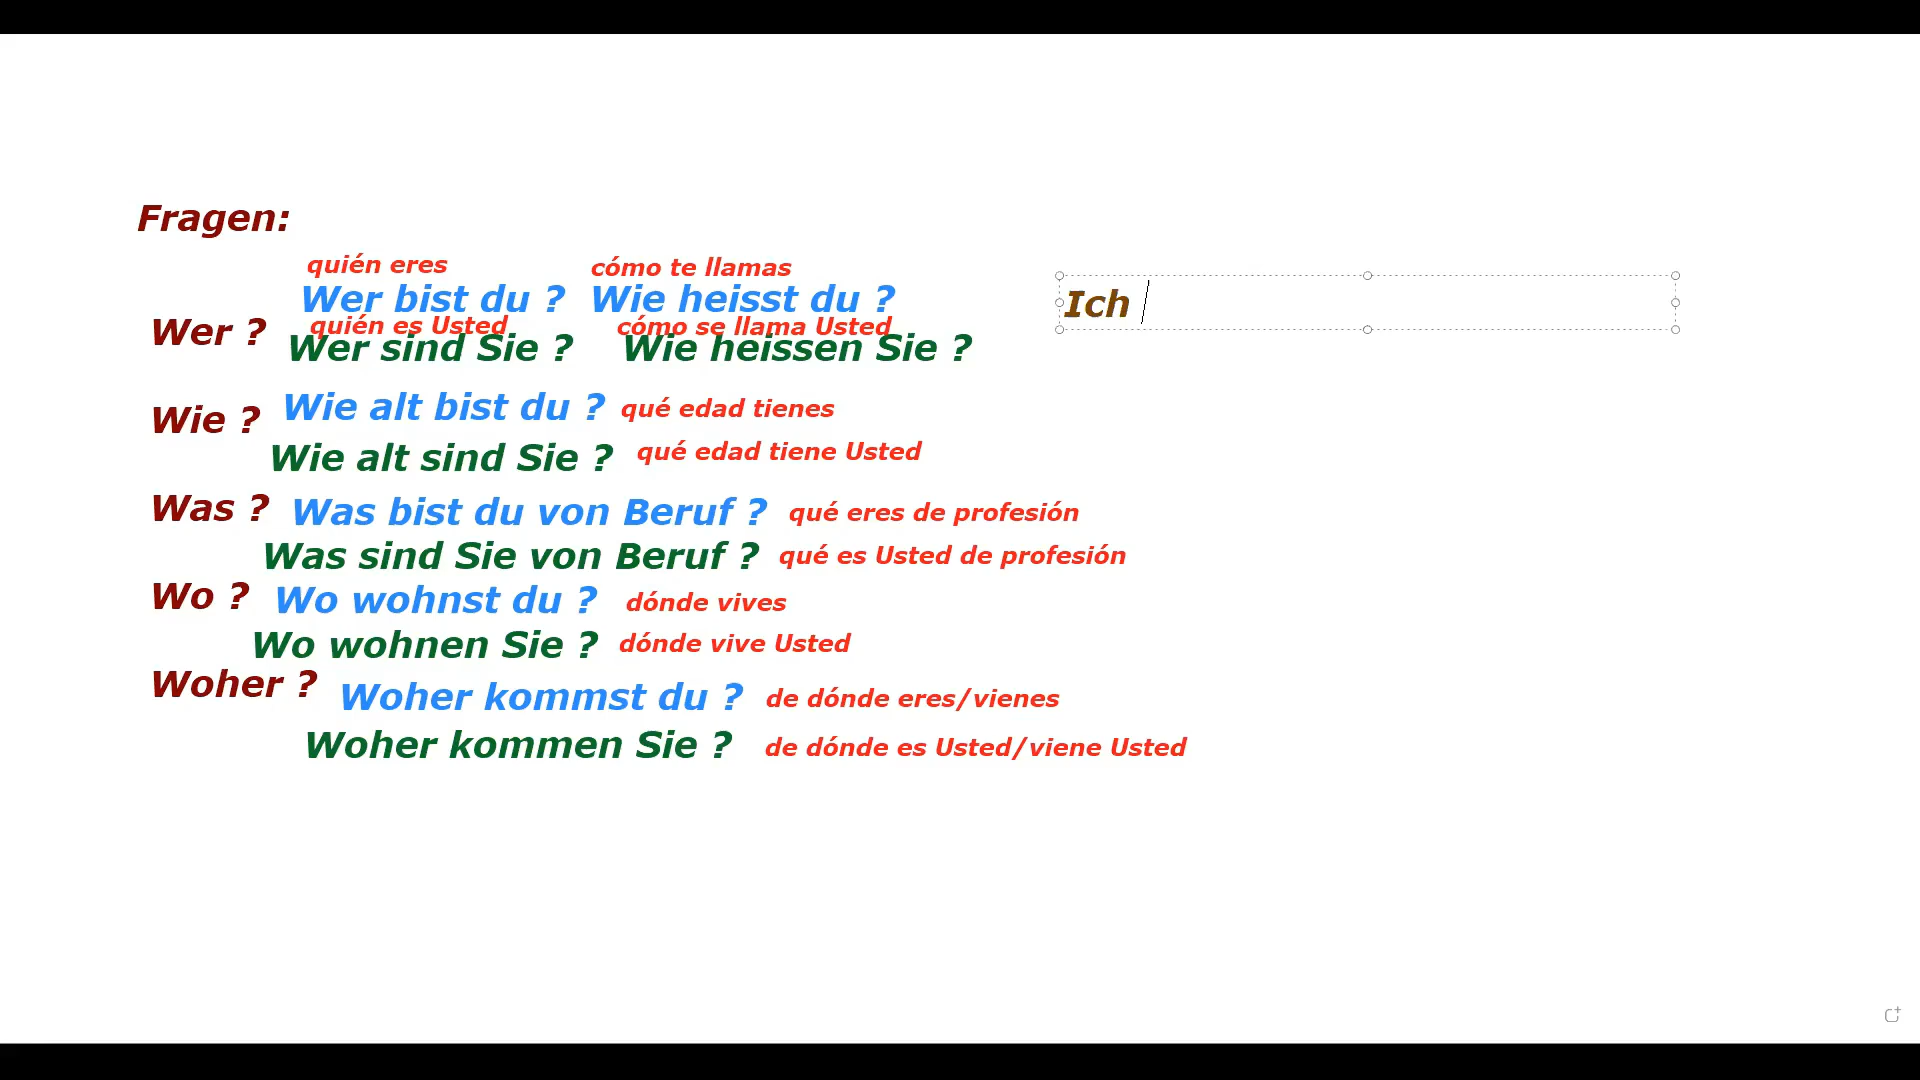 Fragen:
quién eres cómo te llamas
Wer bist du ? Wie heisst du ?
Ich
Wer ?
quién es Usted cómo se llama Usted
Wer sind Sie ? Wie heissen Sie ?
Wie ?
Wie alt bist du ? qué edad tienes
Wie alt sind Sie ? qué edad tiene Usted
Was ? Was bist du von Beruf ? qué eres de profesión
Was sind Sie von Beruf ? qué es Usted de profesión
Wo ? Wo wohnst du ? dónde vives
Wo wohnen Sie ? dónde vive Usted
Woher ? Woher kommst du ? de dónde eres/vienes
Woher kommen Sie ? de dónde es Usted/viene Usted